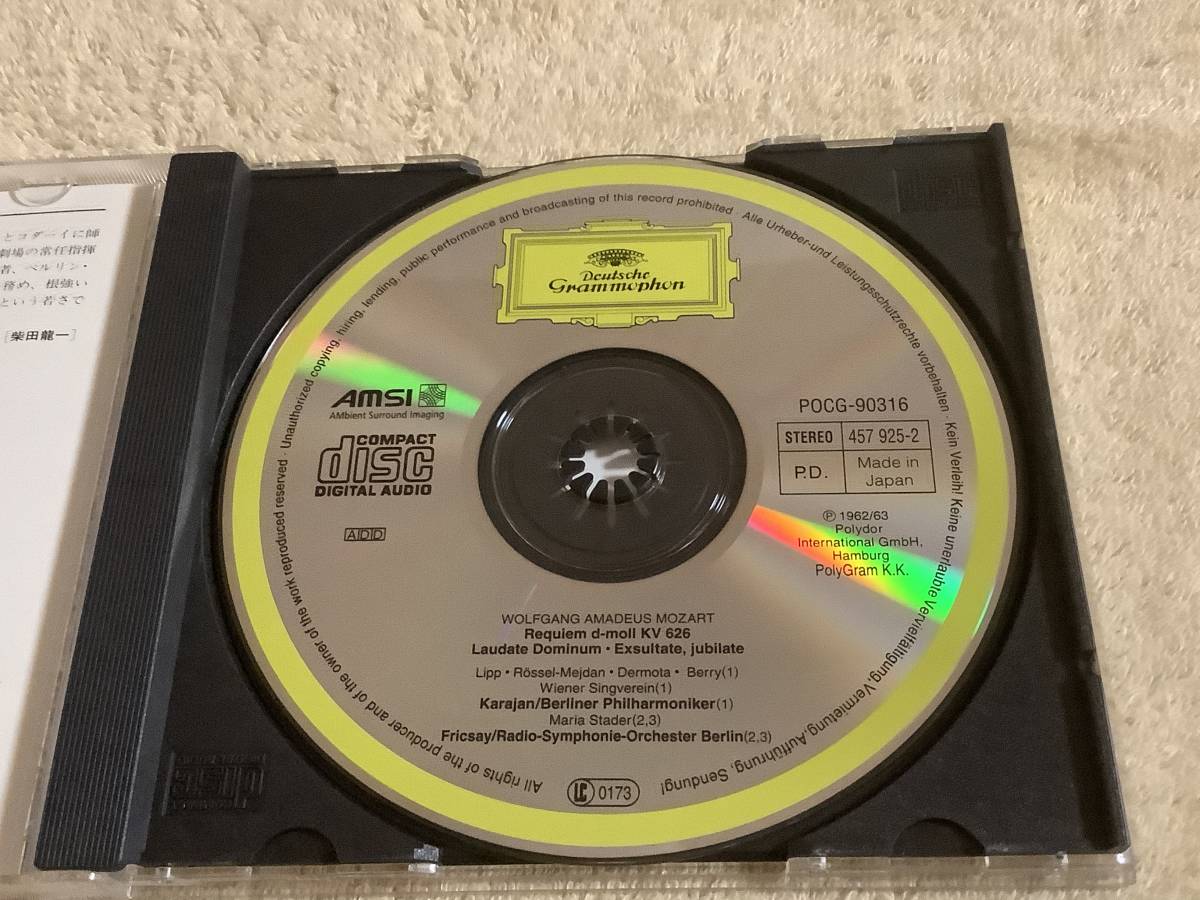 とコダーイに師
劇場の常任指揮
者、ベルリン・
務め、根強い
という若さで
[柴田龍一]
Unauthorized copying, hiring, lending, public performance and broadcasting of this record prohibited · Alle Urheber-und Leistungsschutzrechte vorbehalten · Kein Verleih! Keine unerlaubte Vervielfältigung, Vermietung, Aufführung, Sendung!
All rights of the producer and of the owner of the work reproduced reserved ·
Deutsche
Grammophon
AMSI
AMbient Surround Imaging
COMPACT
disc
DIGITAL AUDIO
ADD
POCG-90316
STEREO 457 925-2
P.D. Made in
Japan
℗ 1962/63
Polydor
International GmbH,
Hamburg
PolyGram K.K.
WOLFGANG AMADEUS MOZART
Requiem d-moll KV 626
Laudate Dominum · Exsultate, jubilate
Lipp · Rössel-Mejdan · Dermota · Berry(1)
Wiener Singverein(1)
Karajan/Berliner Philharmoniker(1)
Maria Stader(2,3)
Fricsay/Radio-Symphonie-Orchester Berlin(2,3)
LC 0173
disc